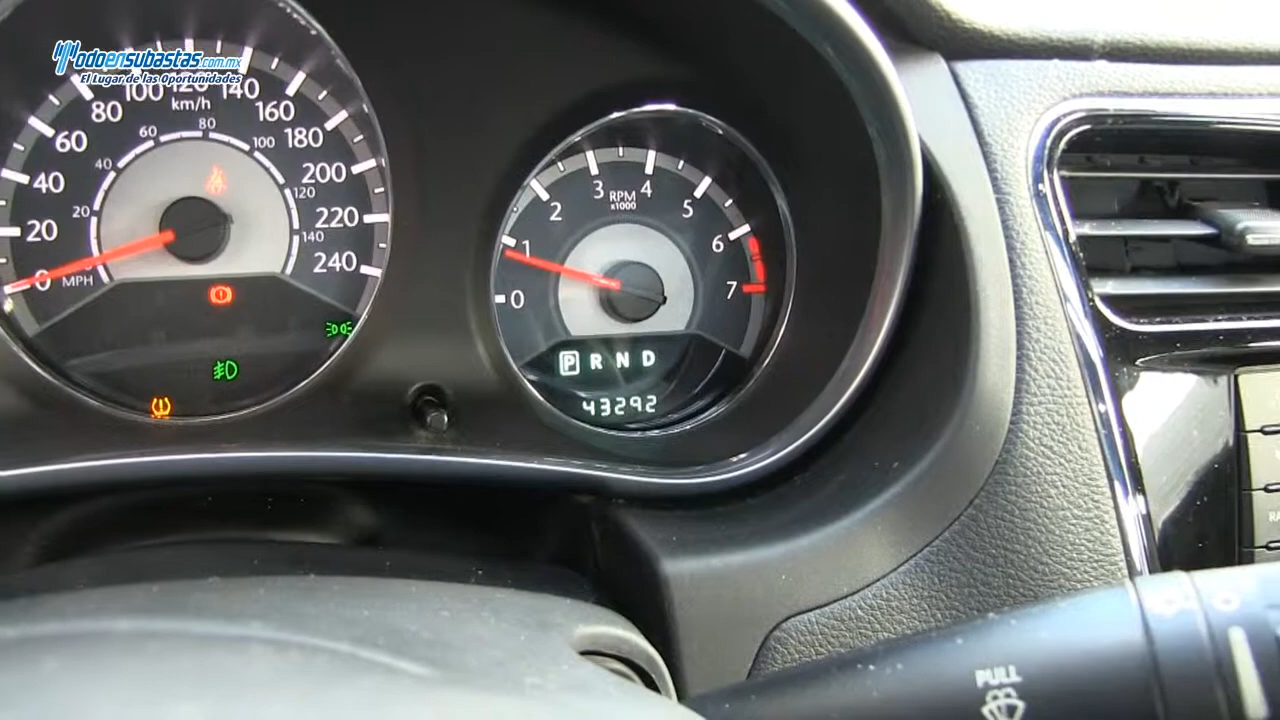 Todoensubastas.com.mx
El Lugar de las Oportunidades
0 20 40 60 80 100 120 140 160 180 200 220 240
km/h
20 40 60 80 100 120 140
MPH
0 1 2 3 4 5 6 7
RPM
x1000
P R N D
43292
PULL